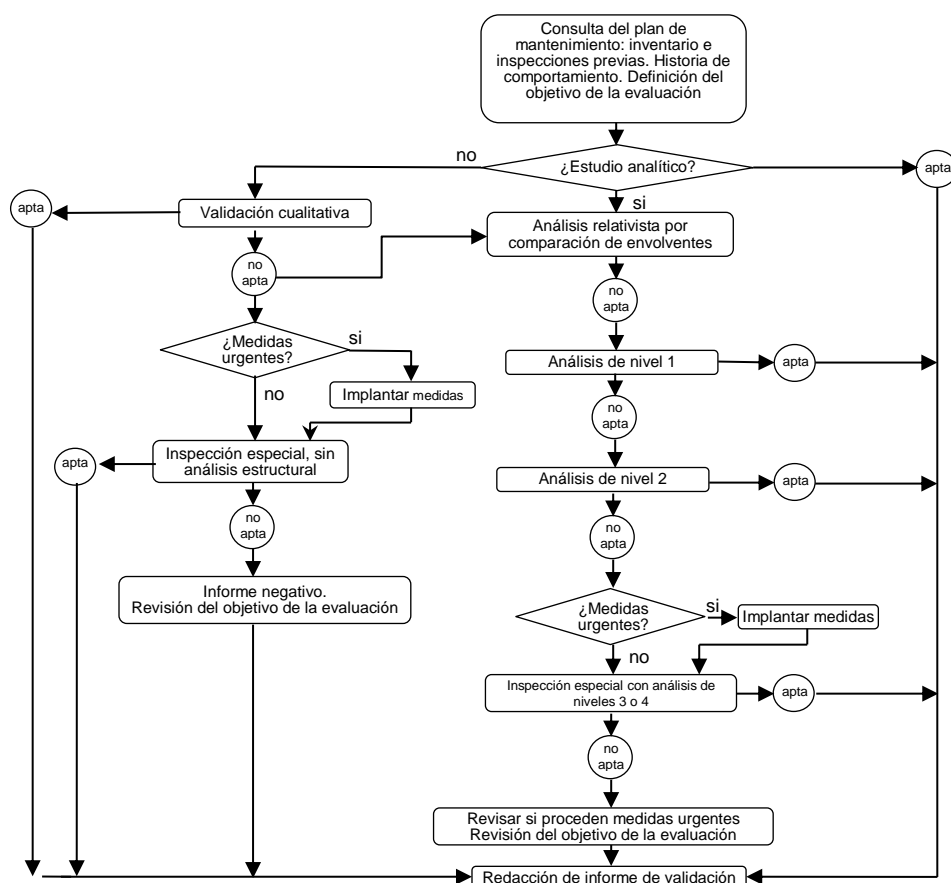 Consulta del plan de
mantenimiento: inventario e
inspecciones previas. Historia de
comportamiento. Definición del
objetivo de la evaluación
no
¿Estudio analítico?
apta
si
apta
Validación cualitativa
Análisis relativista por
comparación de envolventes
no
apta
no
apta
¿Medidas
urgentes?
si
no
Implantar medidas
Análisis de nivel 1
apta
no
apta
apta
Inspección especial, sin
análisis estructural
Análisis de nivel 2
apta
no
apta
no
apta
Informe negativo.
Revisión del objetivo de la evaluación
¿Medidas
urgentes?
si
Implantar medidas
no
Inspección especial con análisis de
niveles 3 o 4
apta
no
apta
Revisar si proceden medidas urgentes
Revisión del objetivo de la evaluación
Redacción de informe de validación